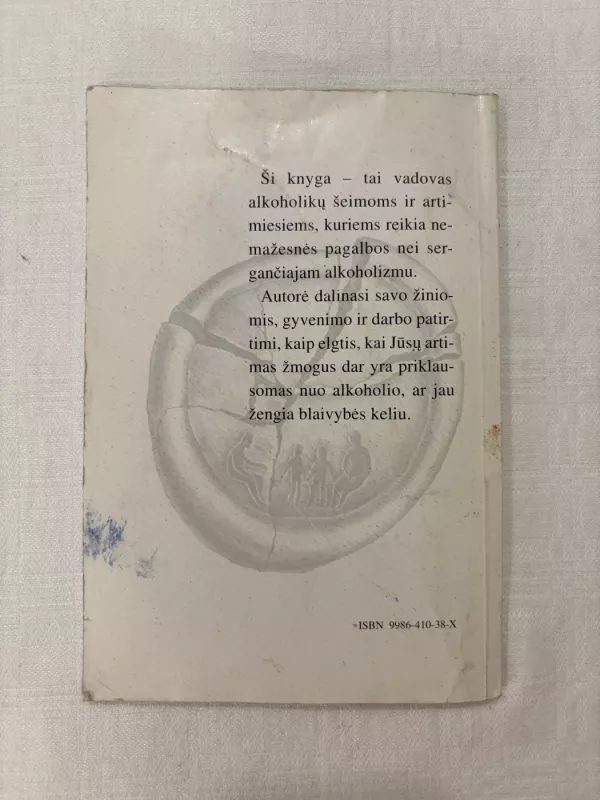 Ši knyga – tai vadovas
alkoholikų šeimoms ir arti-
miesiems, kuriems reikia ne-
mažesnės pagalbos nei ser-
gančiajam alkoholizmu.
Autorė dalinasi savo žinio-
mis, gyvenimo ir darbo patir-
timi, kaip elgtis, kai Jūsų arti-
mas žmogus dar yra priklau-
somas nuo alkoholio, ar jau
žengia blaivybės keliu.
ISBN 9986-410-38-X